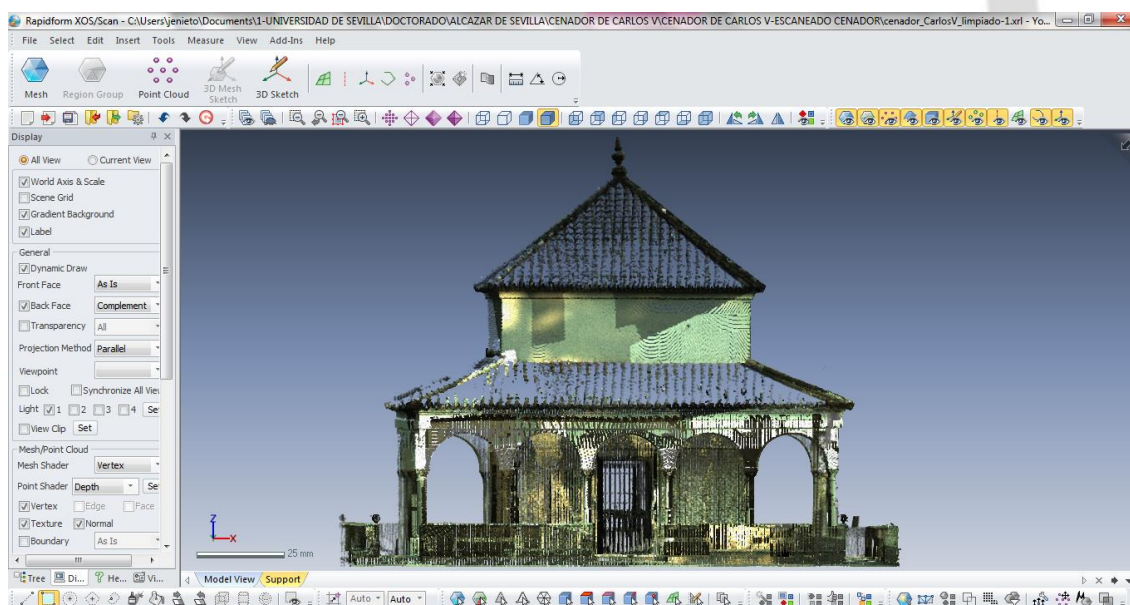 Rapidform XOS/Scan - C:\Users\jenieto\Documents\1-UNIVERSIDAD DE SEVILLA\DOCTORADO\ALCAZAR DE SEVILLA\CENADOR DE CARLOS V\CENADOR DE CARLOS V-ESCANEADO CENADOR\cenador_CarlosV_limpiado-1.xrl - Yo...
File Select Edit Insert Tools Measure View Add-Ins Help
Mesh Region Group Point Cloud 3D Mesh Sketch 3D Sketch
Display
All View Current View
World Axis & Scale
Scene Grid
Gradient Background
Label
General
Dynamic Draw
Front Face As Is
Back Face Complement
Transparency All
Projection Method Parallel
Viewpoint
Lock Synchronize All Vie
Light 1 2 3 4 Se
View Clip Set
Mesh/Point Cloud
Mesh Shader Vertex
Point Shader Depth Se
Vertex Edge Face
Texture Normal
Boundary As Is
Z
X
25 mm
Tree Di... He... Vi...
Model View Support
Auto Auto